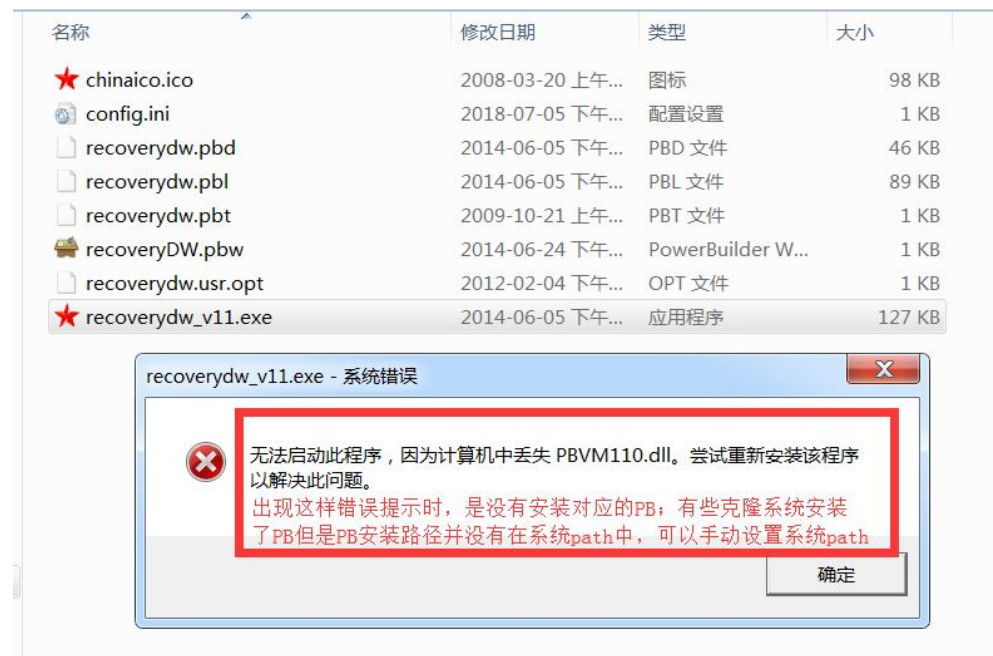 名称 修改日期 类型 大小
chinaico.ico 2008-03-20 上午... 图标 98 KB
config.ini 2018-07-05 下午... 配置设置 1 KB
recoverydw.pbd 2014-06-05 下午... PBD 文件 46 KB
recoverydw.pbl 2014-06-05 下午... PBL 文件 89 KB
recoverydw.pbt 2009-10-21 上午... PBT 文件 1 KB
recoveryDW.pbw 2014-06-24 下午... PowerBuilder W... 1 KB
recoverydw.usr.opt 2012-02-04 下午... OPT 文件 1 KB
recoverydw_v11.exe 2014-06-05 下午... 应用程序 127 KB
recoverydw_v11.exe - 系统错误
无法启动此程序，因为计算机中丢失 PBVM110.dll。尝试重新安装该程序
以解决此问题。
出现这样错误提示时，是没有安装对应的PB；有些克隆系统安装
了PB但是PB安装路径并没有在系统path中，可以手动设置系统path
确定